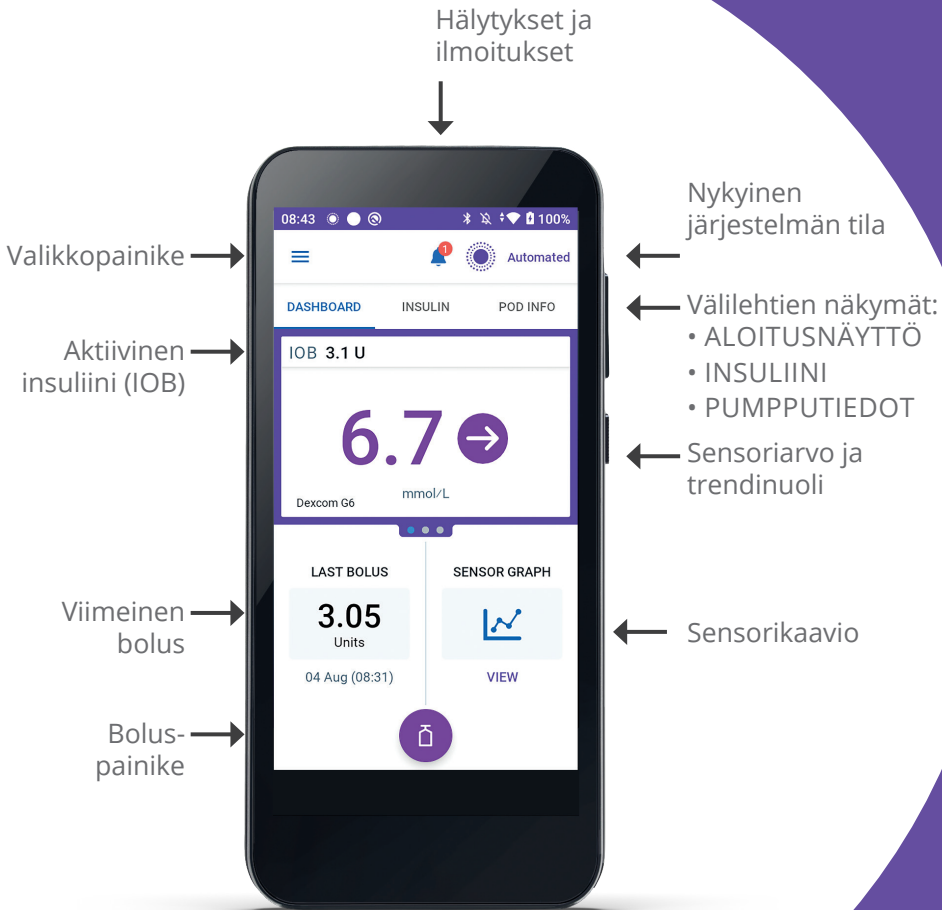 Hälytykset ja
ilmoitukset
08:43 100%
Valikkopainike
1
Automated
Nykyinen
järjestelmän tila
DASHBOARD INSULIN POD INFO
Välilehtien näkymät:
• ALOITUSNÄYTTÖ
• INSULIINI
• PUMPPUTIEDOT
Aktiivinen
insuliini (IOB)
IOB 3.1 U
6.7
mmol/L
Dexcom G6
Sensoriarvo ja
trendinuoli
LAST BOLUS
3.05
Units
04 Aug (08:31)
SENSOR GRAPH
VIEW
Viimeinen
bolus
Sensorikaavio
Bolus-
painike